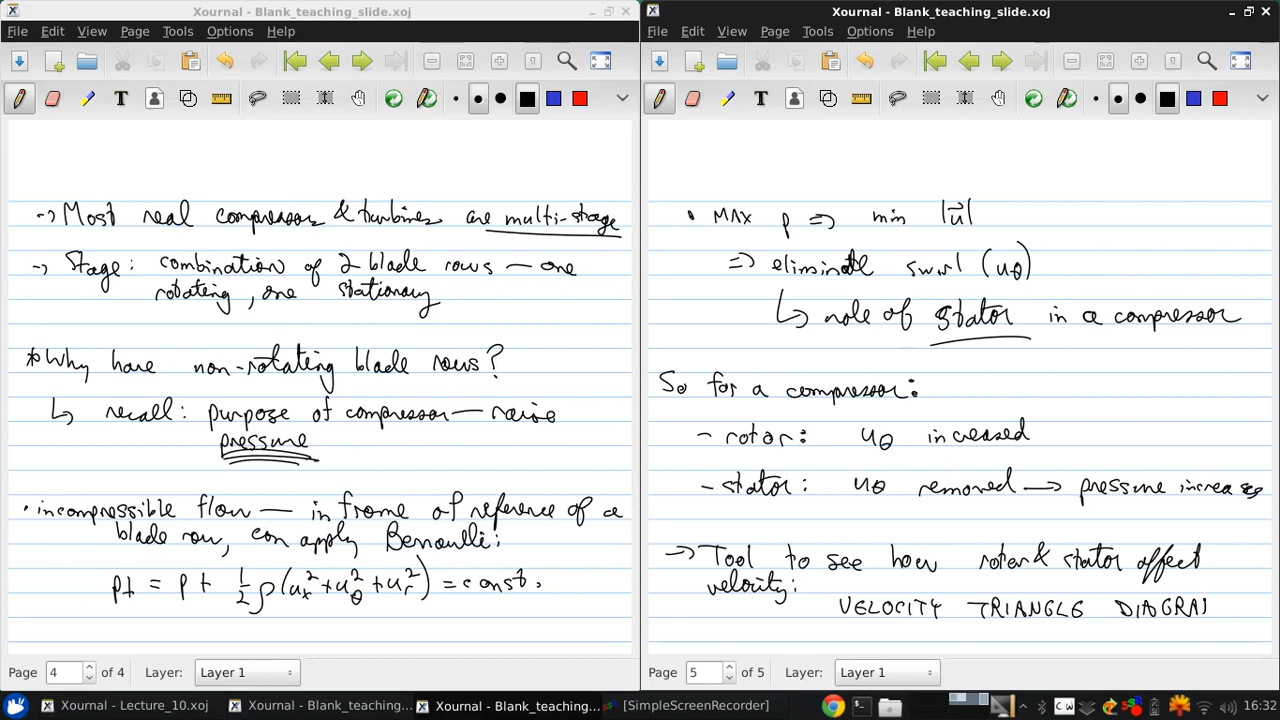 Xournal - Blank_teaching_slide.xoj
File Edit View Page Tools Options Help
-> Most real compressors & turbines are multi-stage
-> Stage: combination of 2 blade rows — one
rotating, one stationary
* Why have non-rotating blade rows?
↳ recall: purpose of compressor — raise
pressure
· incompressible flow — in frame of reference of a
blade row, can apply Bernoulli:
pt = p + 1/2 ρ(ux² + uθ² + ur²) = const.
Page 4 of 4 Layer: Layer 1
Xournal - Blank_teaching_slide.xoj
File Edit View Page Tools Options Help
· MAX p => min |u⃗|
=> eliminate swirl (uθ)
↳ role of stator in a compressor
So for a compressor:
- rotor: uθ increased
- stator: uθ removed → pressure increases
-> Tool to see how rotor & stator affect
velocity:
VELOCITY TRIANGLE DIAGRA
Page 5 of 5 Layer: Layer 1
Xournal - Lecture_10.xoj Xournal - Blank_teaching... Xournal - Blank_teaching... [SimpleScreenRecorder] 16:32